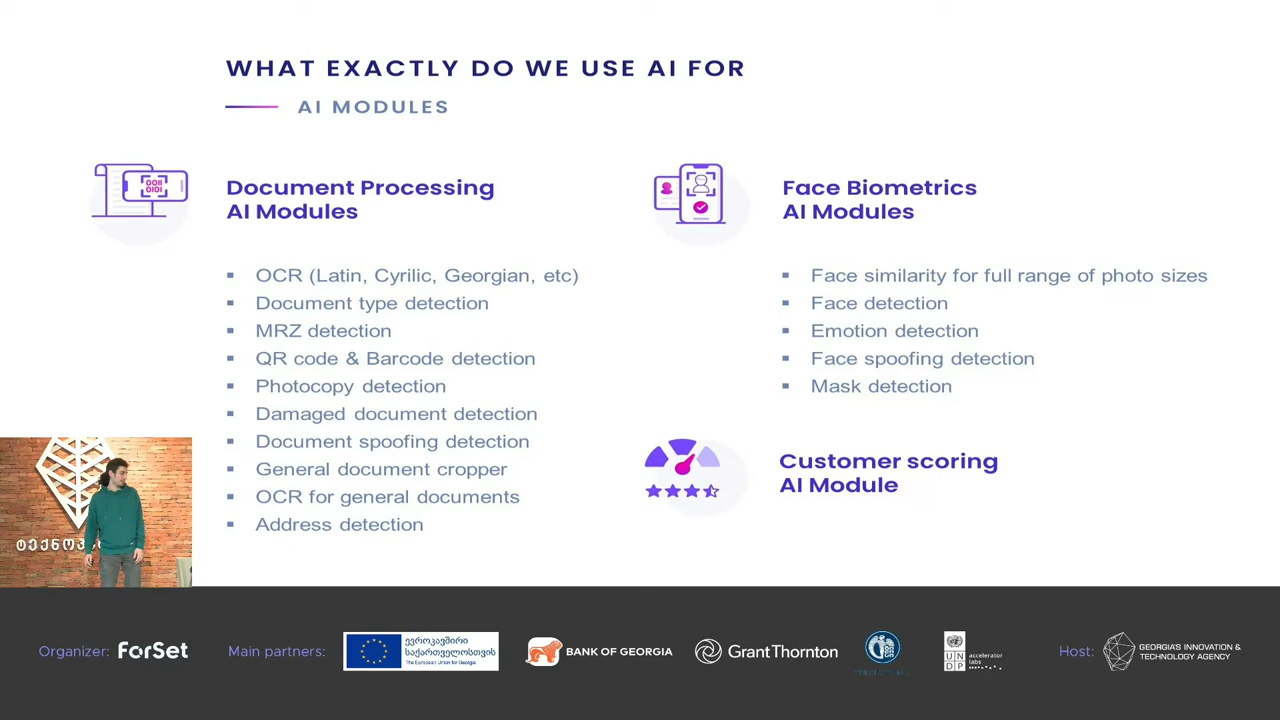 WHAT EXACTLY DO WE USE AI FOR
AI MODULES
Document Processing
AI Modules
OCR (Latin, Cyrilic, Georgian, etc)
Document type detection
MRZ detection
QR code & Barcode detection
Photocopy detection
Damaged document detection
Document spoofing detection
General document cropper
OCR for general documents
Address detection
Face Biometrics
AI Modules
Face similarity for full range of photo sizes
Face detection
Emotion detection
Face spoofing detection
Mask detection
Customer scoring
AI Module
Organizer: ForSet
Main partners:
ევროკავშირი
საქართველოსთვის
The European Union for Georgia
BANK OF GEORGIA
GrantThornton
UN
DP
accelerator
labs
Host:
GEORGIA'S INNOVATION &
TECHNOLOGY AGENCY